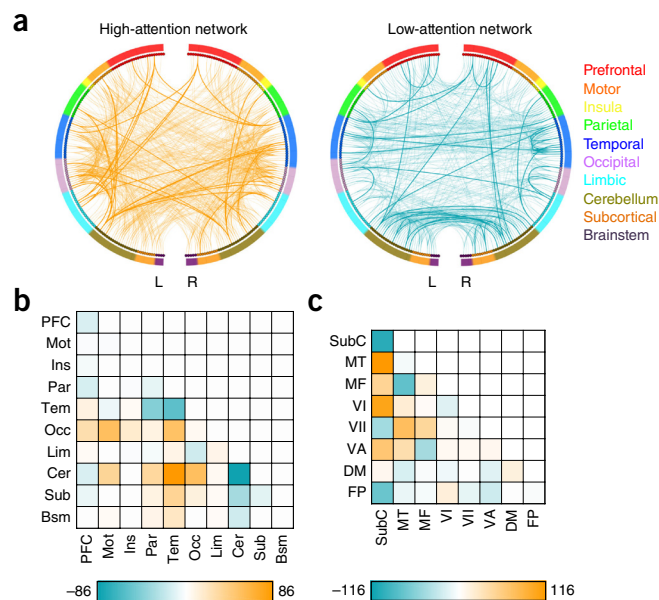 a
High-attention network
Low-attention network
Prefrontal
Motor
Insula
Parietal
Temporal
Occipital
Limbic
Cerebellum
Subcortical
Brainstem
L R
L R
b
PFC
Mot
Ins
Par
Tem
Occ
Lim
Cer
Sub
Bsm
PFC Mot Ins Par Tem Occ Lim Cer Sub Bsm
−86 86
c
SubC
MT
MF
VI
VII
VA
DM
FP
SubC MT MF VI VII VA DM FP
−116 116